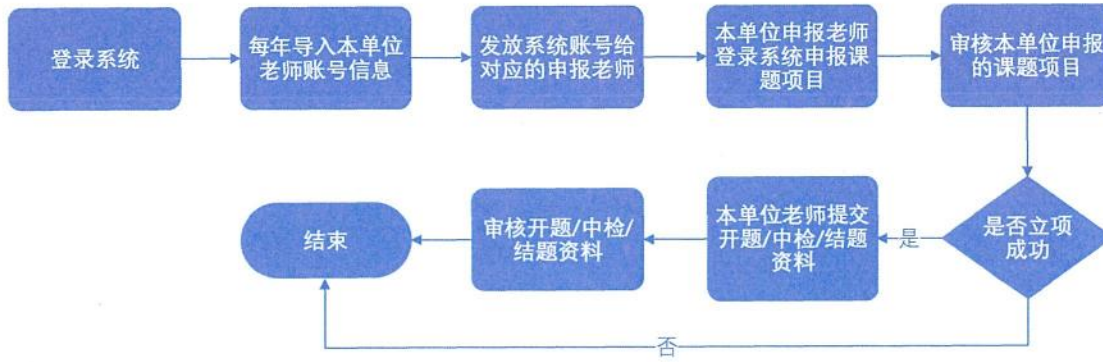 登录系统
每年导入本单位
老师账号信息
发放系统账号给
对应的申报老师
本单位申报老师
登录系统申报课
题项目
审核本单位申报
的课题项目
是否立项
成功
是
本单位老师提交
开题/中检/结题
资料
审核开题/中检/
结题资料
结束
否